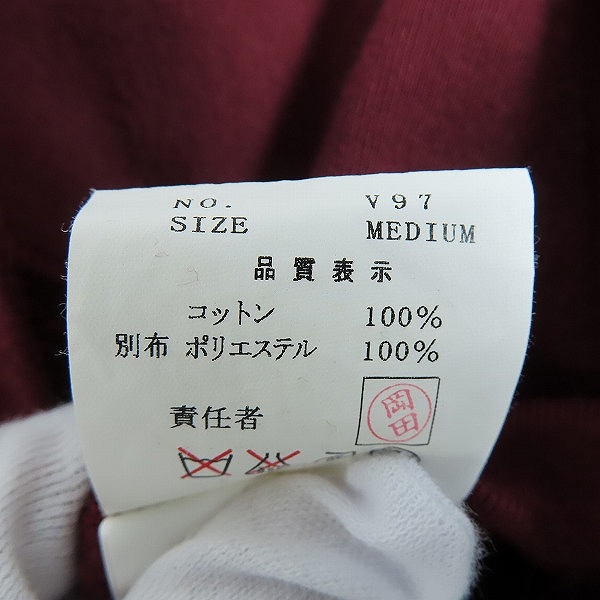 NO. V97
SIZE MEDIUM
品質表示
コットン 100%
別布 ポリエステル 100%
責任者 岡田